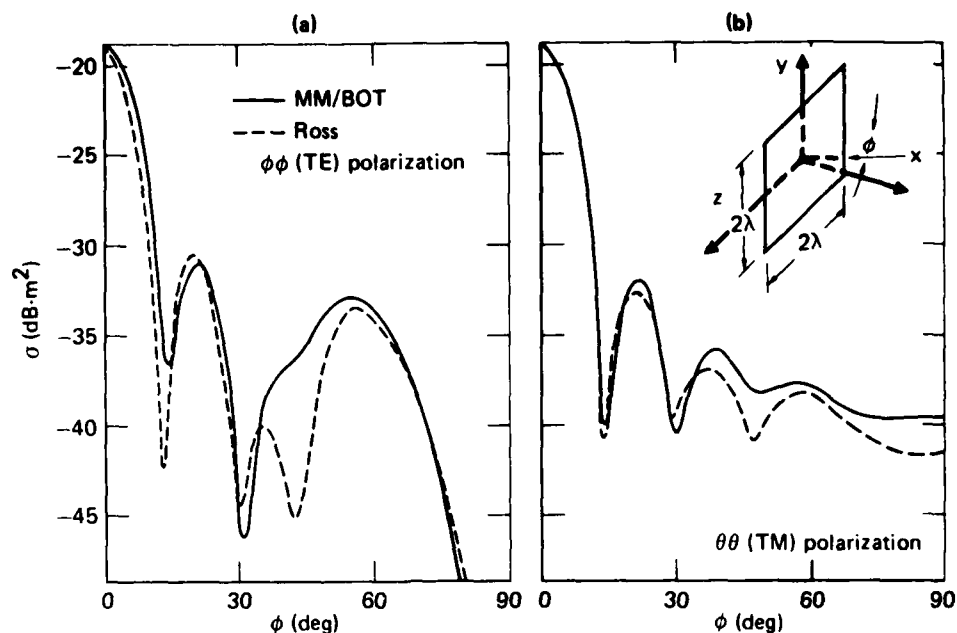 (a)
(b)
−20
−25
−30
−35
−40
−45
σ (dB·m²)
MM/BOT
Ross
φφ (TE) polarization
0
30
60
90
φ (deg)
y
φ
x
z
2λ
2λ
θθ (TM) polarization
0
30
60
90
φ (deg)